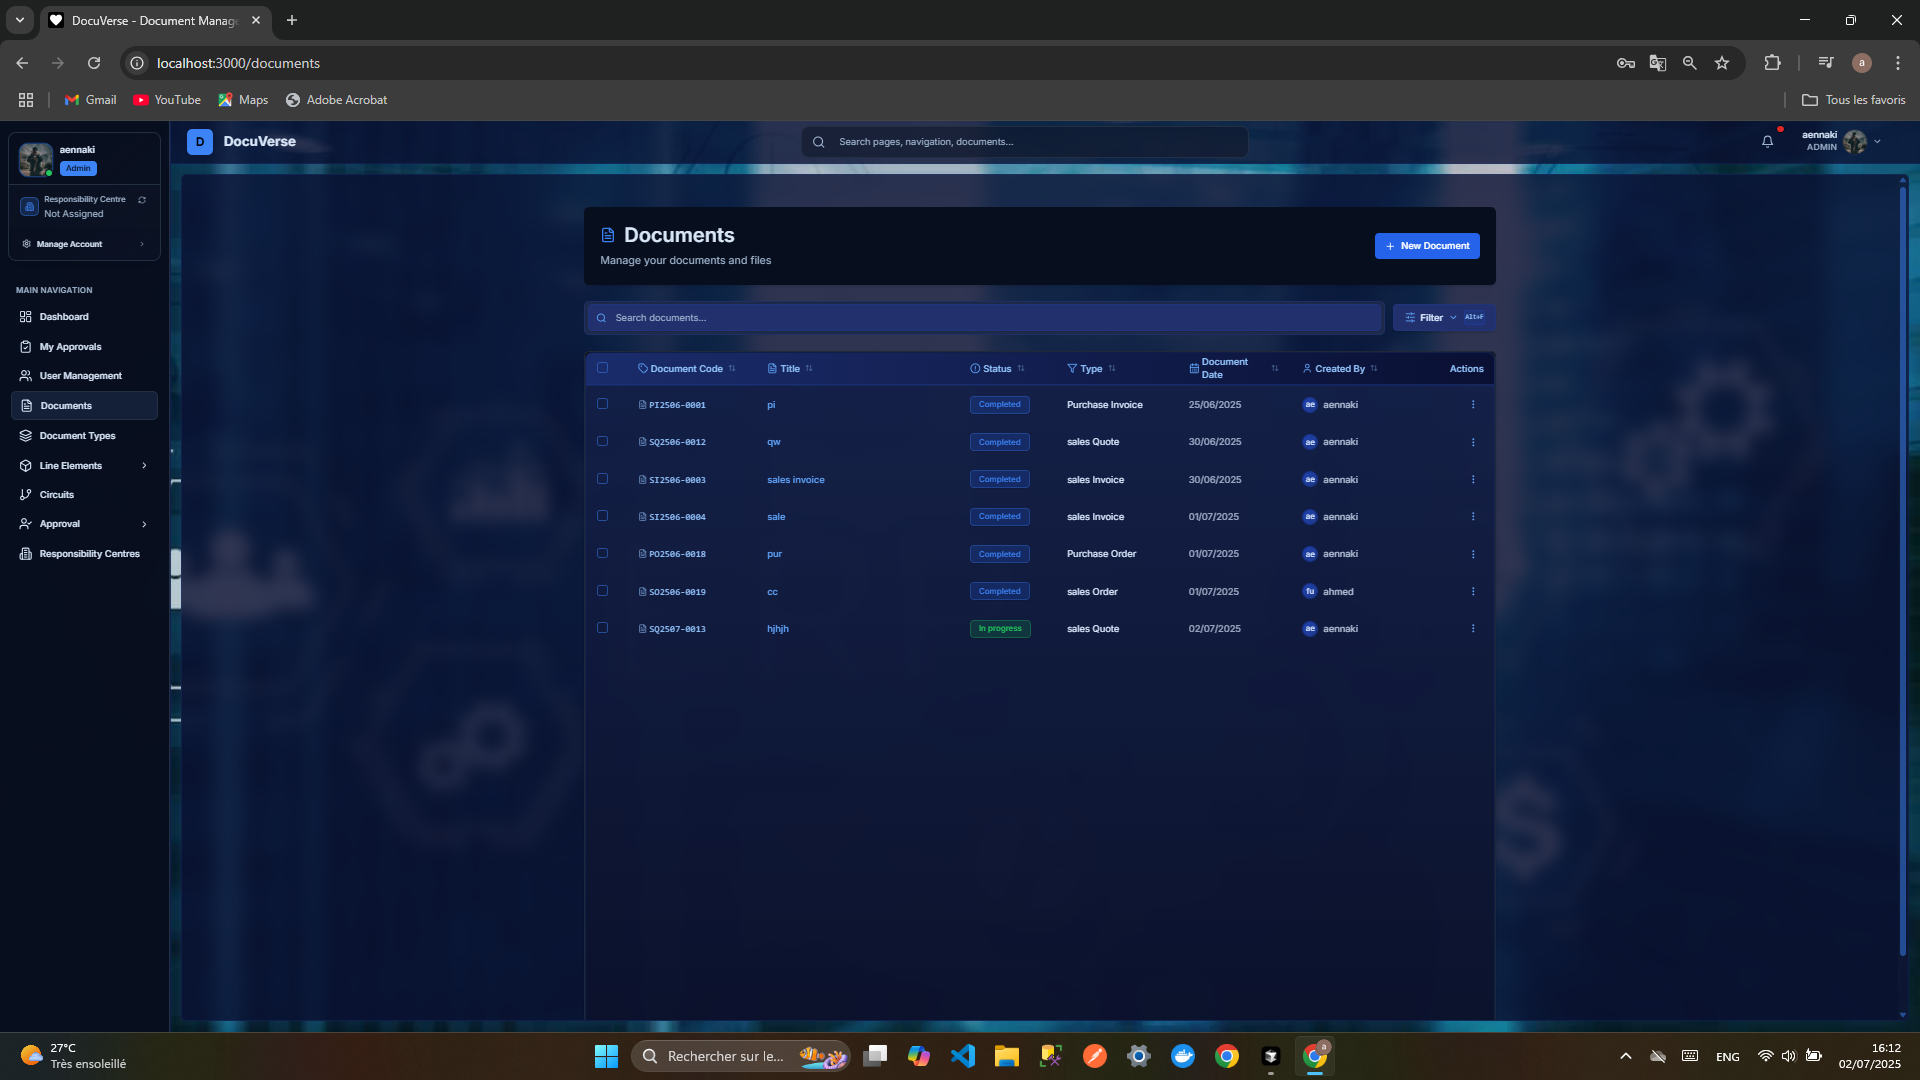 DocuVerse - Document Manage
localhost:3000/documents
Gmail
YouTube
Maps
Adobe Acrobat
Tous les favoris
aennaki
Admin
Responsibility Centre
Not Assigned
Manage Account
MAIN NAVIGATION
Dashboard
My Approvals
User Management
Documents
Document Types
Line Elements
Circuits
Approval
Responsibility Centres
D DocuVerse
Search pages, navigation, documents...
aennaki
ADMIN
Documents
Manage your documents and files
+ New Document
Search documents...
Filter Alt+F
Document Code Title Status Type Document Date Created By Actions
PI2506-0001 pi Completed Purchase Invoice 25/06/2025 ae aennaki
SQ2506-0012 qw Completed sales Quote 30/06/2025 ae aennaki
SI2506-0003 sales invoice Completed sales Invoice 30/06/2025 ae aennaki
SI2506-0004 sale Completed sales Invoice 01/07/2025 ae aennaki
PO2506-0018 pur Completed Purchase Order 01/07/2025 ae aennaki
SO2506-0019 cc Completed sales Order 01/07/2025 fu ahmed
SQ2507-0013 hjhjh In progress sales Quote 02/07/2025 ae aennaki
27°C
Très ensoleillé
Rechercher sur le...
ENG
16:12
02/07/2025